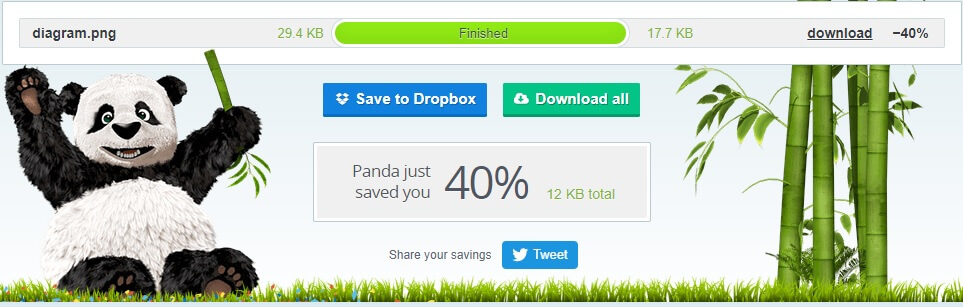 diagram.png 29.4 KB Finished 17.7 KB download −40%
Save to Dropbox Download all
Panda just
saved you 40% 12 KB total
Share your savings Tweet